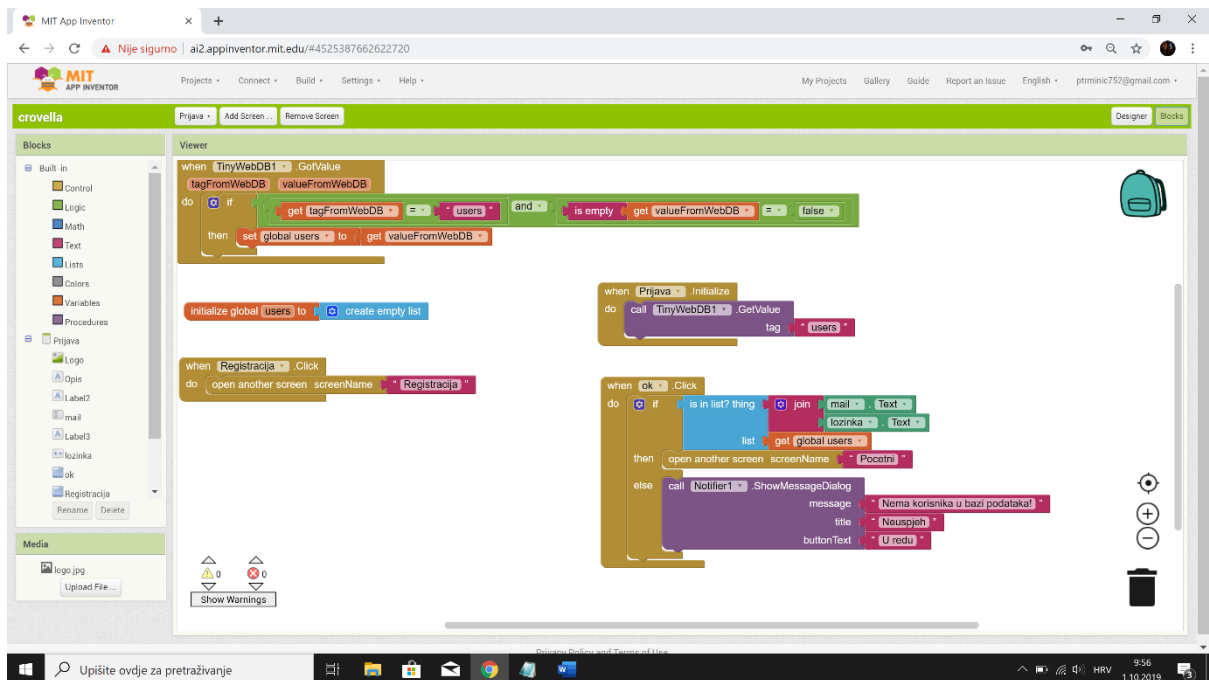 MIT App Inventor
Nije sigurno | ai2.appinventor.mit.edu/#4525387662622720
MIT
APP INVENTOR
Projects Connect Build Settings Help
My Projects Gallery Guide Report an Issue English ptrminic752@gmail.com
crovella
Prijava Add Screen ... Remove Screen
Designer Blocks
Blocks
Built-in
Control
Logic
Math
Text
Lists
Colors
Variables
Procedures
Prijava
Logo
Opis
Label2
mail
Label3
lozinka
ok
Registracija
Rename Delete
Media
logo.jpg
Upload File ...
Viewer
when TinyWebDB1 .GotValue
tagFromWebDB valueFromWebDB
do if get tagFromWebDB = " users " and is empty get valueFromWebDB = false
then set global users to get valueFromWebDB
initialize global users to create empty list
when Registracija .Click
do open another screen screenName " Registracija "
when Prijava .Initialize
do call TinyWebDB1 .GetValue
tag " users "
when ok .Click
do if is in list? thing join mail . Text
lozinka . Text
list get global users
then open another screen screenName " Pocetni "
else call Notifier1 .ShowMessageDialog
message " Nema korisnika u bazi podataka! "
title " Neuspjeh "
buttonText " U redu "
0 0
Show Warnings
Privacy Policy and Terms of Use
Upišite ovdje za pretraživanje
HRV
9:56
1.10.2019.
3